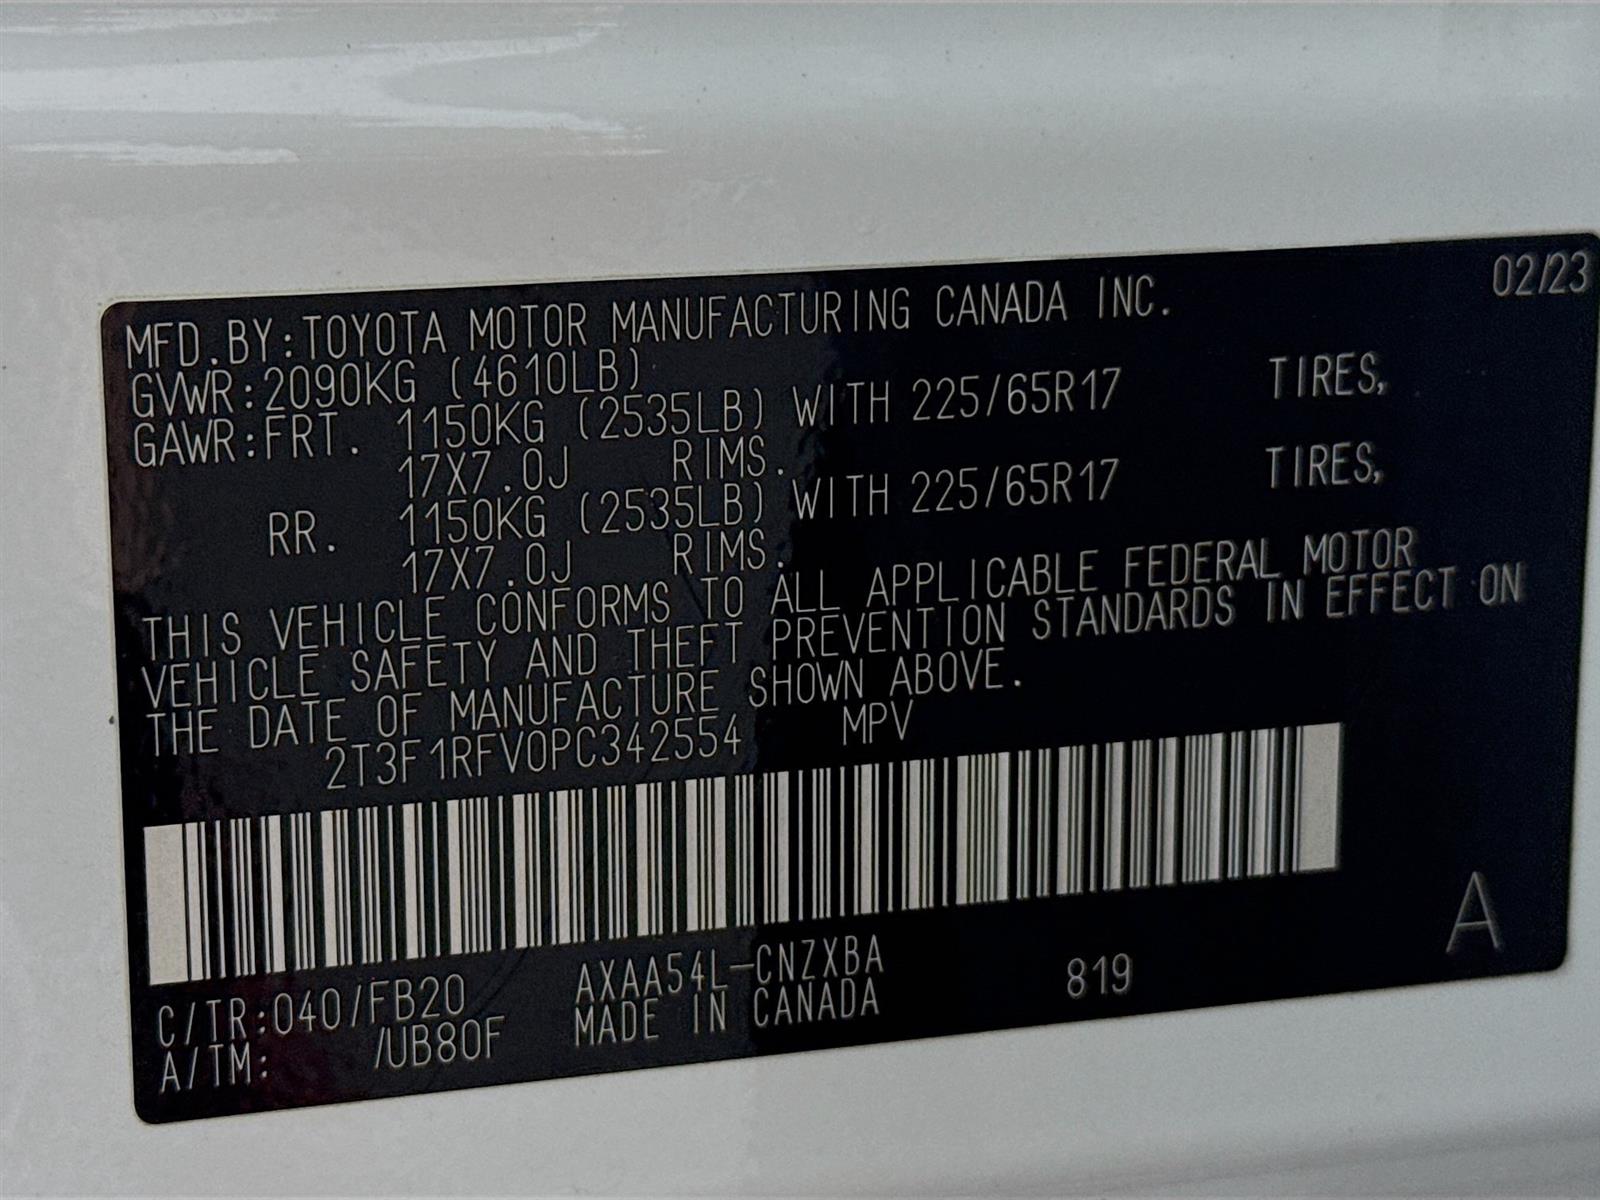 02/23
MFD.BY:TOYOTA MOTOR MANUFACTURING CANADA INC.
GVWR:2090KG (4610LB)
GAWR:FRT. 1150KG (2535LB) WITH 225/65R17 TIRES,
17X7.0J RIMS.
RR. 1150KG (2535LB) WITH 225/65R17 TIRES,
17X7.0J RIMS.
THIS VEHICLE CONFORMS TO ALL APPLICABLE FEDERAL MOTOR
VEHICLE SAFETY AND THEFT PREVENTION STANDARDS IN EFFECT ON
THE DATE OF MANUFACTURE SHOWN ABOVE.
2T3F1RFV0PC342554 MPV
A
C/TR:040/FB20 AXAA54L-CNZXBA 819
A/TM: /UB80F MADE IN CANADA